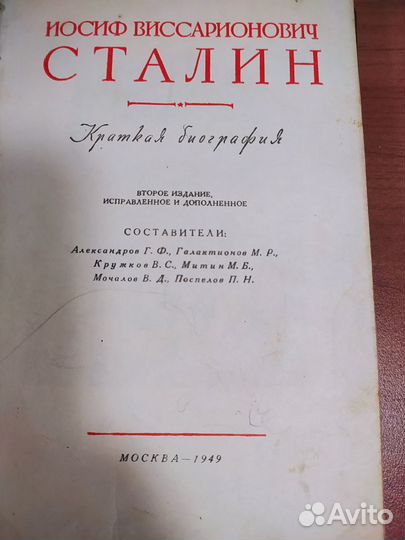 ИОСИФ ВИССАРИОНОВИЧ
СТАЛИН
Краткая биография
ВТОРОЕ ИЗДАНИЕ,
ИСПРАВЛЕННОЕ И ДОПОЛНЕННОЕ
СОСТАВИТЕЛИ:
Александров Г. Ф., Галактионов М. Р.,
Кружков В. С., Митин М. Б.,
Мочалов В. Д., Поспелов П. Н.
МОСКВА — 1949
Avito